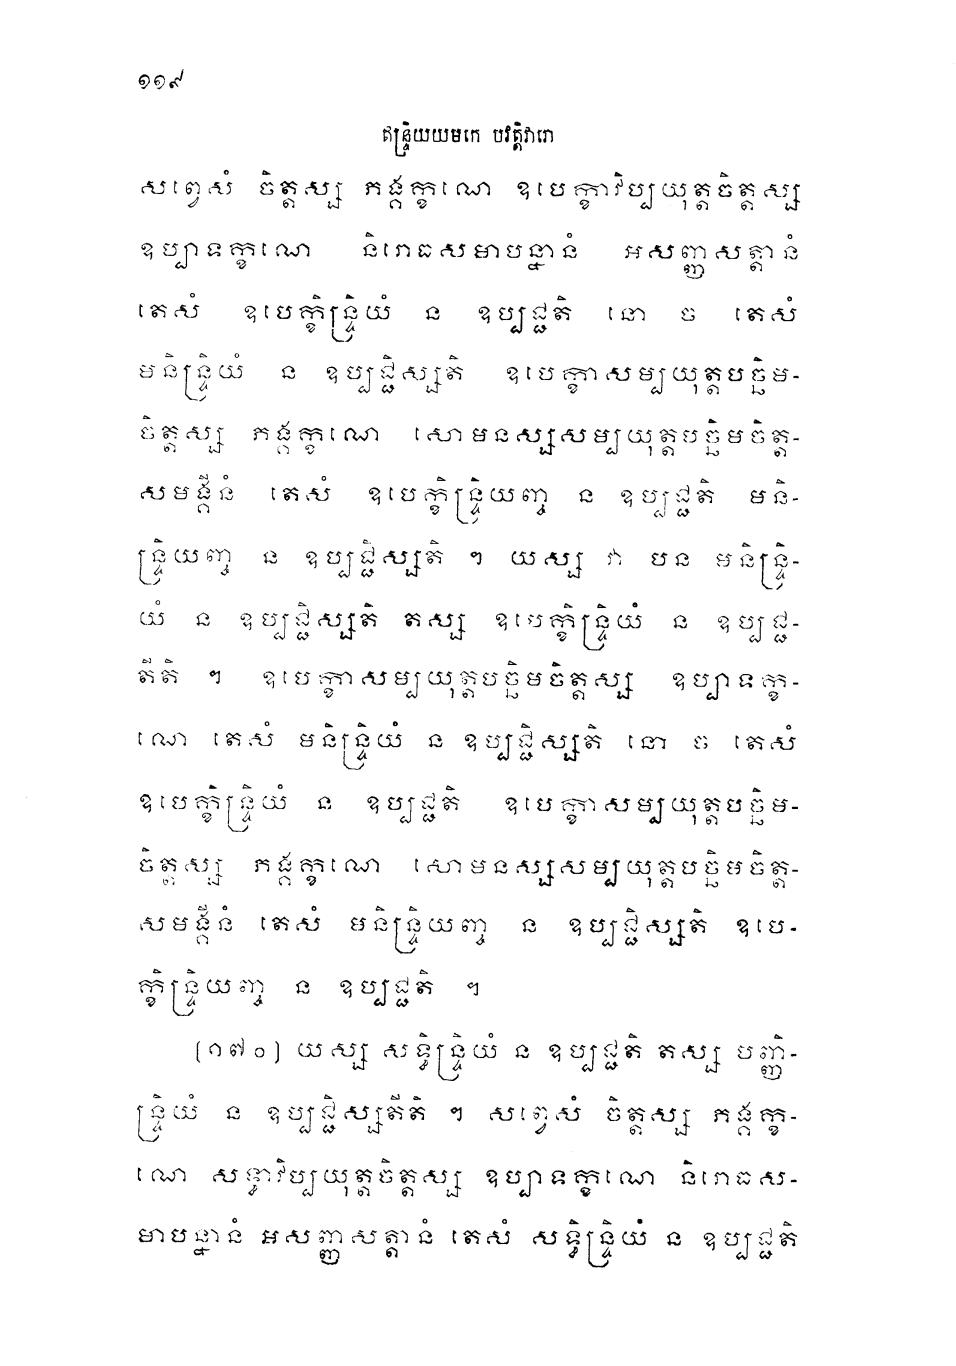 ១១៩
ឥន្ទ្រិយយមកេ បវត្តិវារោ
សព្វេសំ ចិត្តស្ស ភង្គក្ខណេ ឧបេក្ខាវិប្បយុត្តចិត្តស្ស
ឧប្បាទក្ខណេ និរោធសមាបន្នានំ អសញ្ញសត្តានំ
តេសំ ឧបេក្ខិន្ទ្រិយំ ន ឧប្បជ្ជតិ នោ ច តេសំ
មនិន្ទ្រិយំ ន ឧប្បជ្ជិស្សតិ ឧបេក្ខាសម្បយុត្តបច្ឆិម-
ចិត្តស្ស ភង្គក្ខណេ សោមនស្សសម្បយុត្តបច្ឆិមចិត្ត-
សមង្គីនំ តេសំ ឧបេក្ខិន្ទ្រិយញ្ច ន ឧប្បជ្ជតិ មនិ-
ន្ទ្រិយញ្ច ន ឧប្បជ្ជិស្សតិ ។ យស្ស វា បន មនិន្ទ្រិ-
យំ ន ឧប្បជ្ជិស្សតិ តស្ស ឧបេក្ខិន្ទ្រិយំ ន ឧប្បជ្ជ-
តីតិ ។ ឧបេក្ខាសម្បយុត្តបច្ឆិមចិត្តស្ស ឧប្បាទក្ខ-
ណេ តេសំ មនិន្ទ្រិយំ ន ឧប្បជ្ជិស្សតិ នោ ច តេសំ
ឧបេក្ខិន្ទ្រិយំ ន ឧប្បជ្ជតិ ឧបេក្ខាសម្បយុត្តបច្ឆិម-
ចិត្តស្ស ភង្គក្ខណេ សោមនស្សសម្បយុត្តបច្ឆិមចិត្ត-
សមង្គីនំ តេសំ មនិន្ទ្រិយញ្ច ន ឧប្បជ្ជិស្សតិ ឧបេ-
ក្ខិន្ទ្រិយញ្ច ន ឧប្បជ្ជតិ ។
(១៧០) យស្ស សទ្ធិន្ទ្រិយំ ន ឧប្បជ្ជតិ តស្ស បញ្ញិ-
ន្ទ្រិយំ ន ឧប្បជ្ជិស្សតីតិ ។ សព្វេសំ ចិត្តស្ស ភង្គក្ខ-
ណេ សទ្ធាវិប្បយុត្តចិត្តស្ស ឧប្បាទក្ខណេ និរោធស-
មាបន្នានំ អសញ្ញសត្តានំ តេសំ សទ្ធិន្ទ្រិយំ ន ឧប្បជ្ជតិ